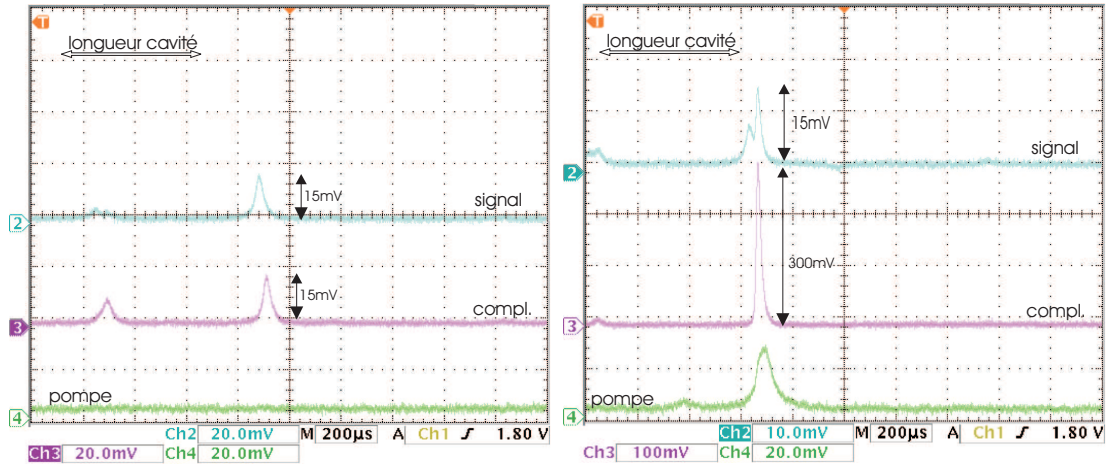 T
longueur cavité
15mV
signal
2
15mV
compl.
3
pompe
4
Ch2 20.0mV M 200µs A Ch1 1.80 V
Ch3 20.0mV Ch4 20.0mV
T
longueur cavité
15mV
signal
2
300mV
compl.
3
pompe
4
Ch2 10.0mV M 200µs A Ch1 1.80 V
Ch3 100mV Ch4 20.0mV